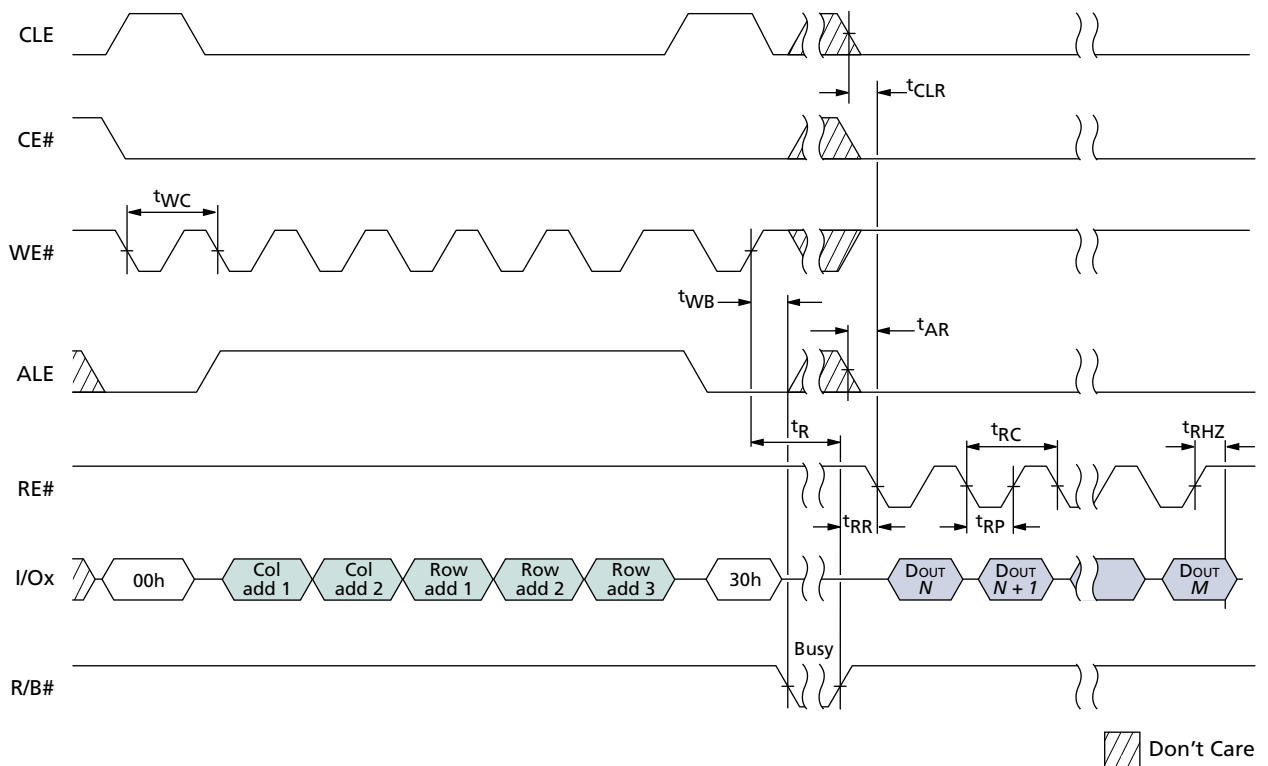 CLE
tCLR
CE#
tWC
WE#
tWB
tAR
ALE
tR
tRC
tRHZ
RE#
tRR
tRP
I/Ox
00h
Col
add 1
Col
add 2
Row
add 1
Row
add 2
Row
add 3
30h
DOUT
N
DOUT
N + 1
DOUT
M
Busy
R/B#
Don't Care